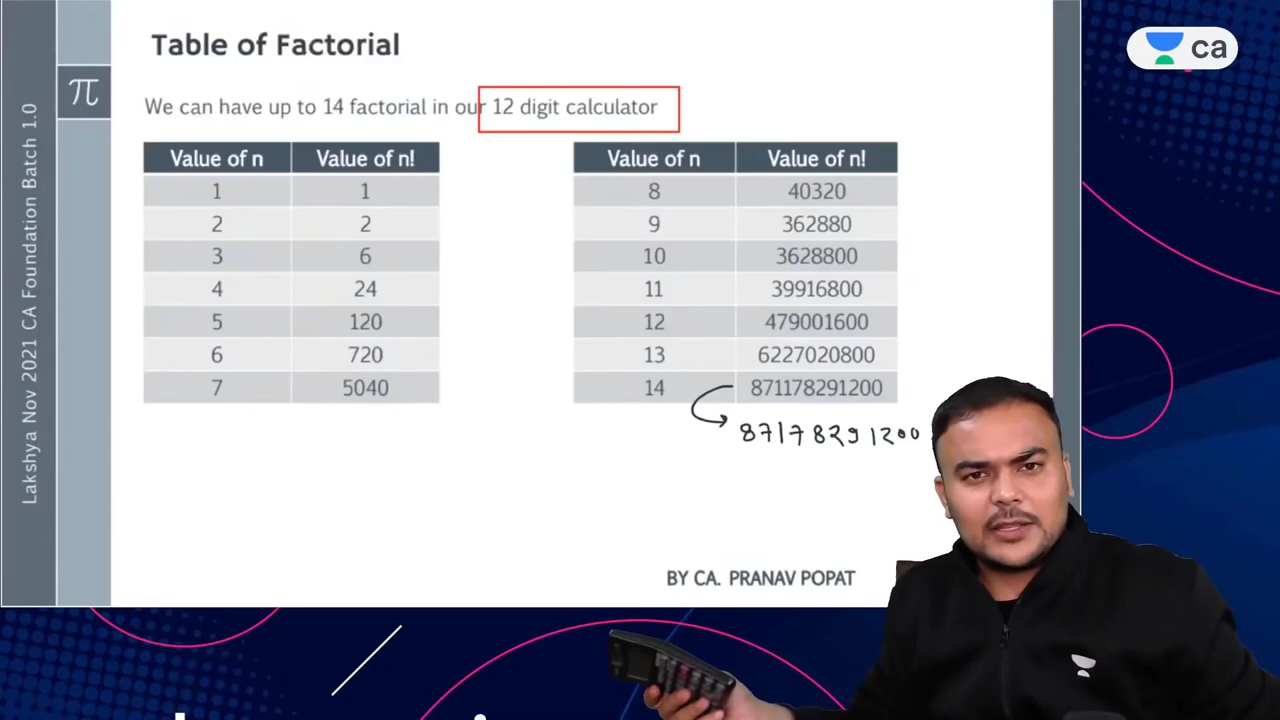 Table of Factorial
π
ca
We can have up to 14 factorial in our 12 digit calculator
Lakshya Nov 2021 CA Foundation Batch 1.0
Value of n Value of n!
1 1
2 2
3 6
4 24
5 120
6 720
7 5040
Value of n Value of n!
8 40320
9 362880
10 3628800
11 39916800
12 479001600
13 6227020800
14 871178291200
87178291200
BY CA. PRANAV POPAT